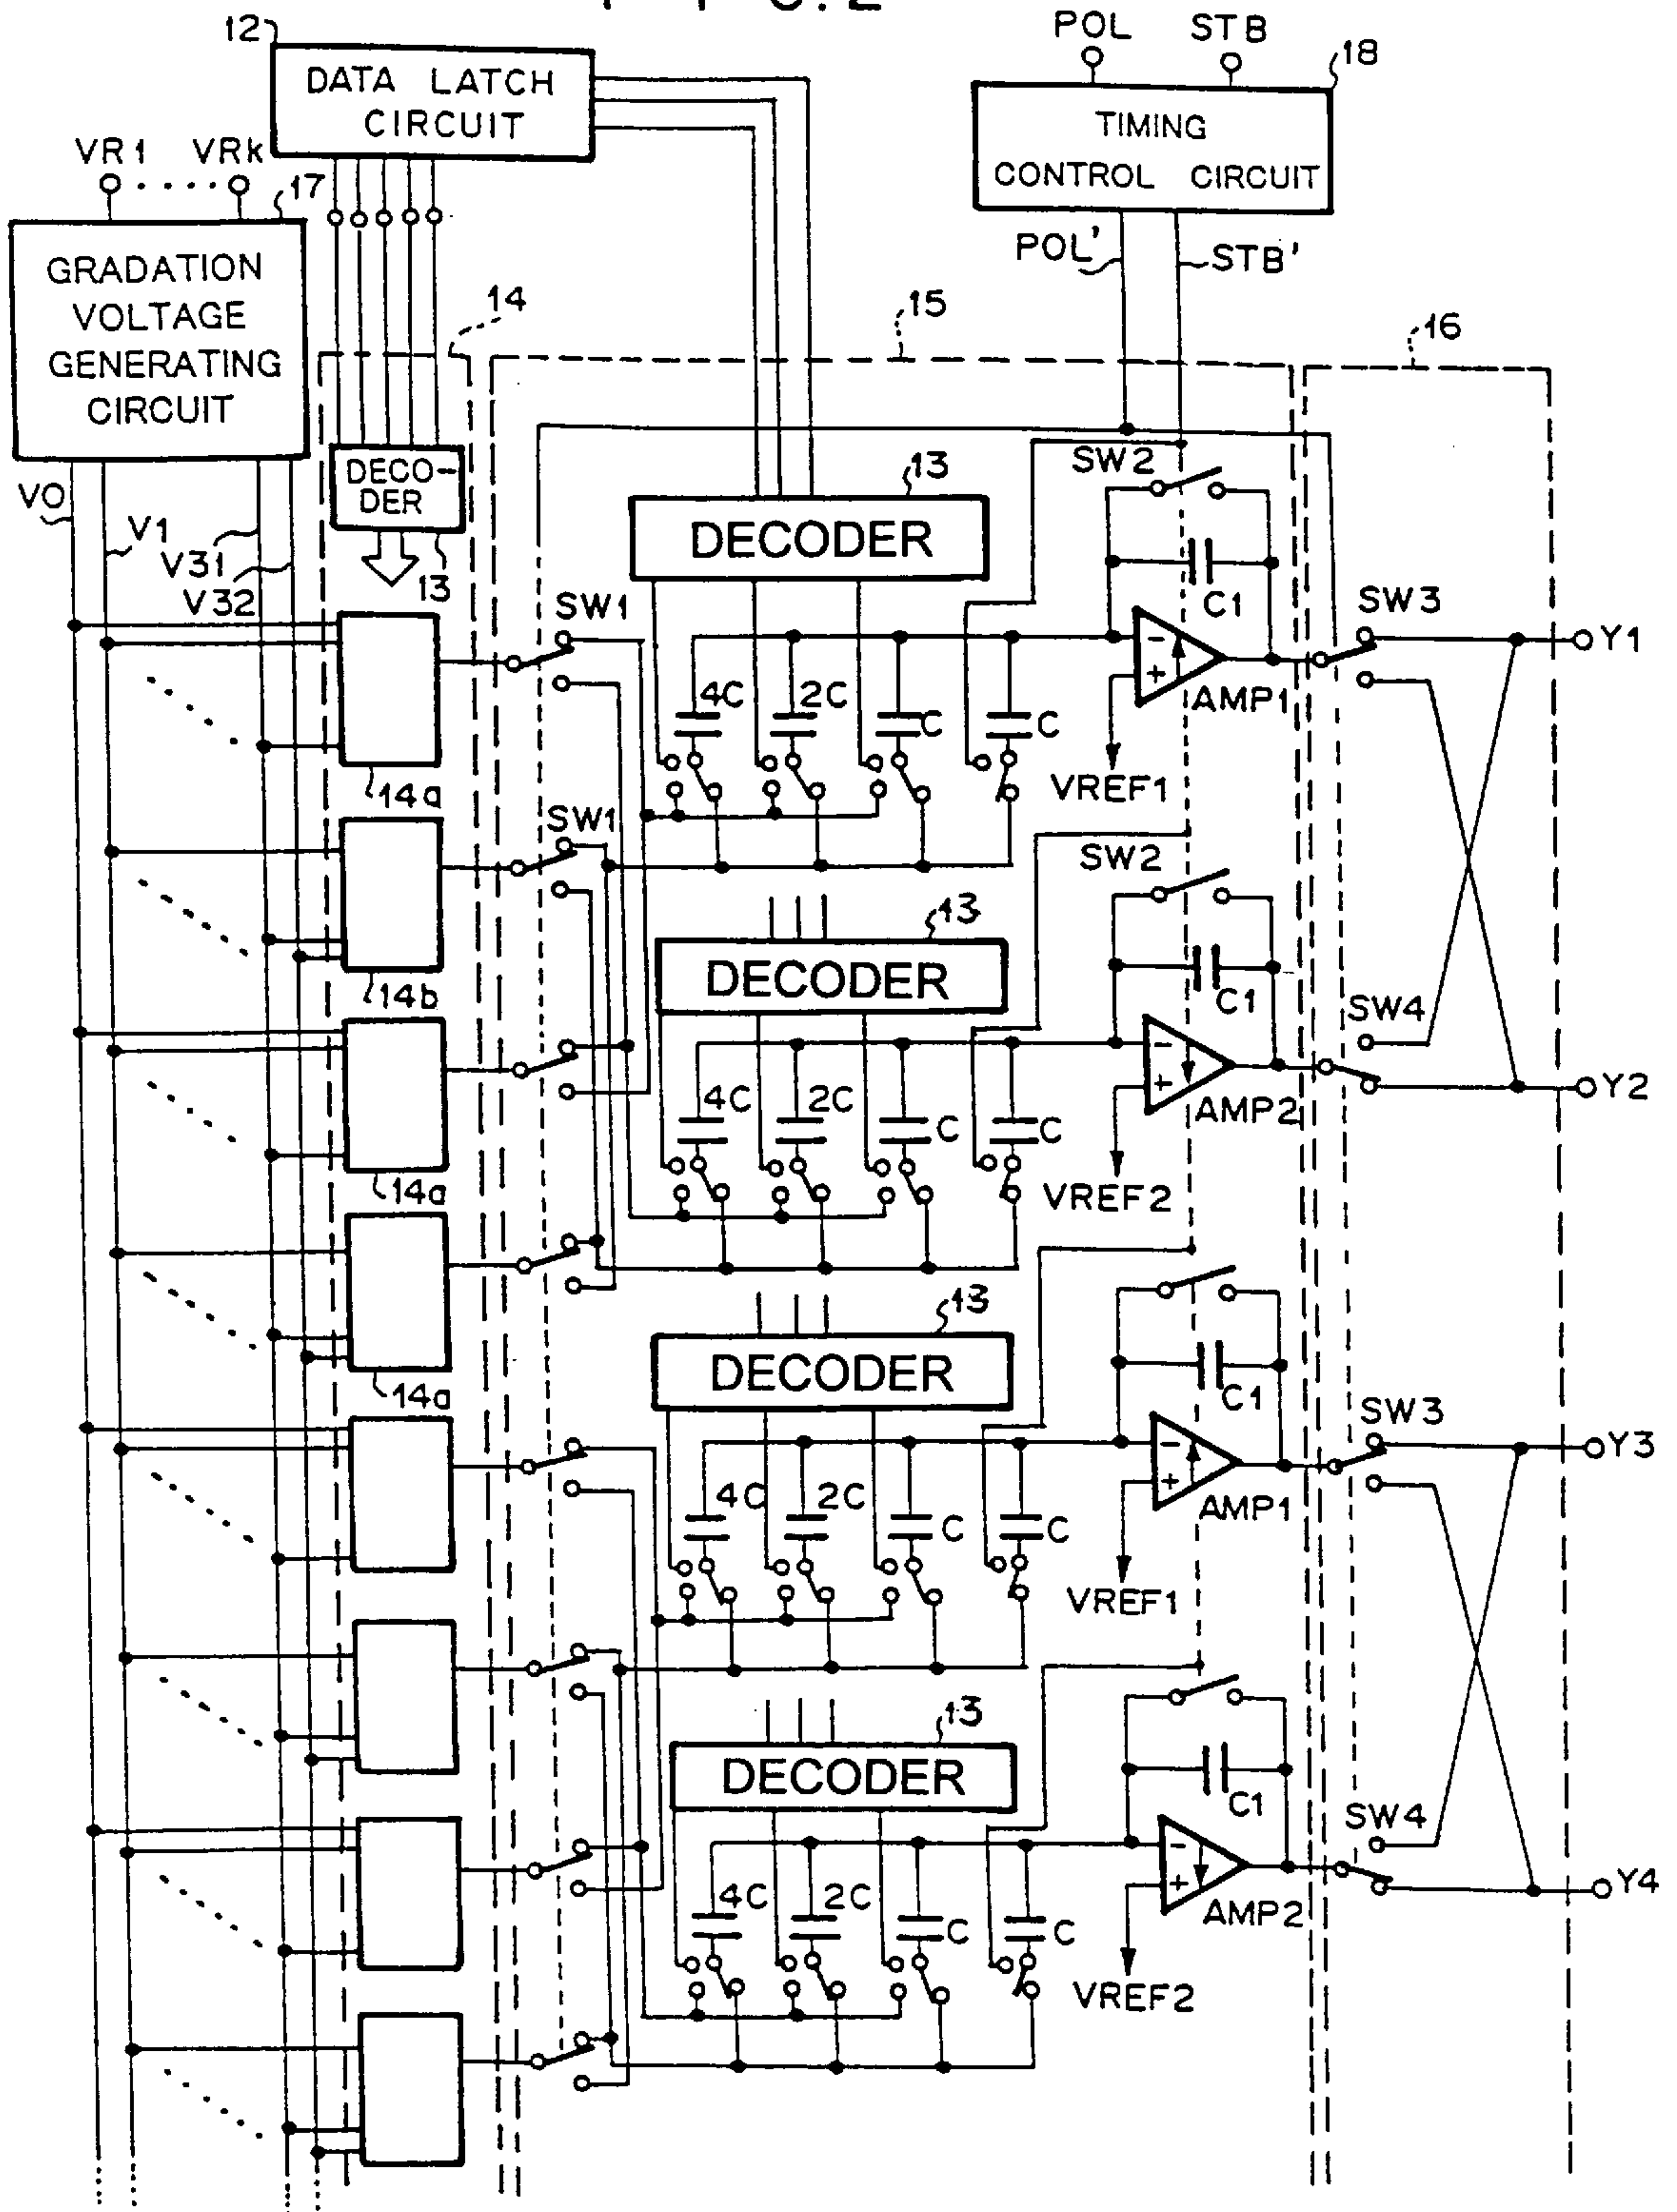 FIG. 2
12
DATA LATCH
CIRCUIT
POL STB
18
TIMING
CONTROL CIRCUIT
VR1 VRk
17
GRADATION
VOLTAGE
GENERATING
CIRCUIT
POL' STB'
14
15
16
V0
V1
V31
V32
DECO-
DER
13
13
DECODER
SW2
C1
SW1
SW3
Y1
4C 2C C C
AMP1
VREF1
14a
SW1
SW2
13
DECODER
C1
14b
SW4
4C 2C C C
AMP2
Y2
VREF2
14a
13
DECODER
C1
14a
SW3
Y3
4C 2C C C
AMP1
VREF1
13
DECODER
C1
SW4
4C 2C C C
AMP2
Y4
VREF2